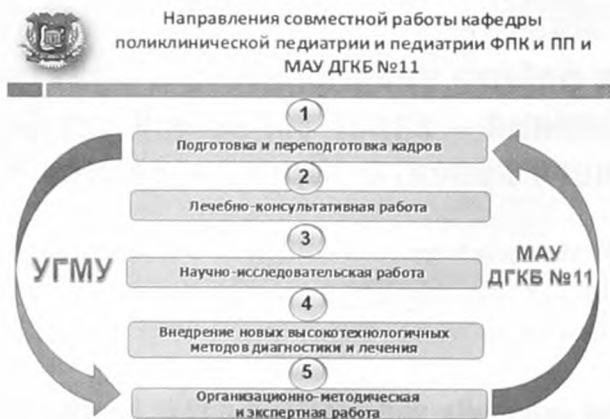 Направления совместной работы кафедры
поликлинической педиатрии и педиатрии ФПК и ПП и
МАУ ДГКБ №11
1
Подготовка и переподготовка кадров
2
Лечебно-консультативная работа
3
Научно-исследовательская работа
УГМУ
МАУ
ДГКБ №11
4
Внедрение новых высокотехнологичных
методов диагностики и лечения
5
Организационно-методическая
и экспертная работа